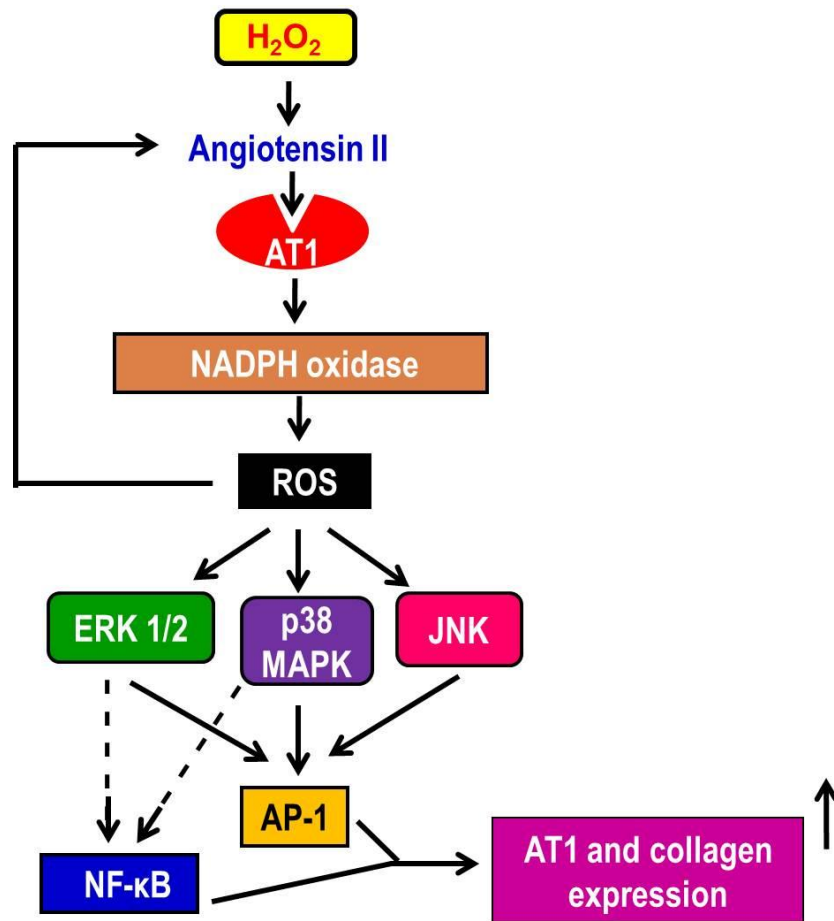 H₂O₂
Angiotensin II
AT1
NADPH oxidase
ROS
ERK 1/2
p38
MAPK
JNK
AP-1
NF-κB
AT1 and collagen
expression